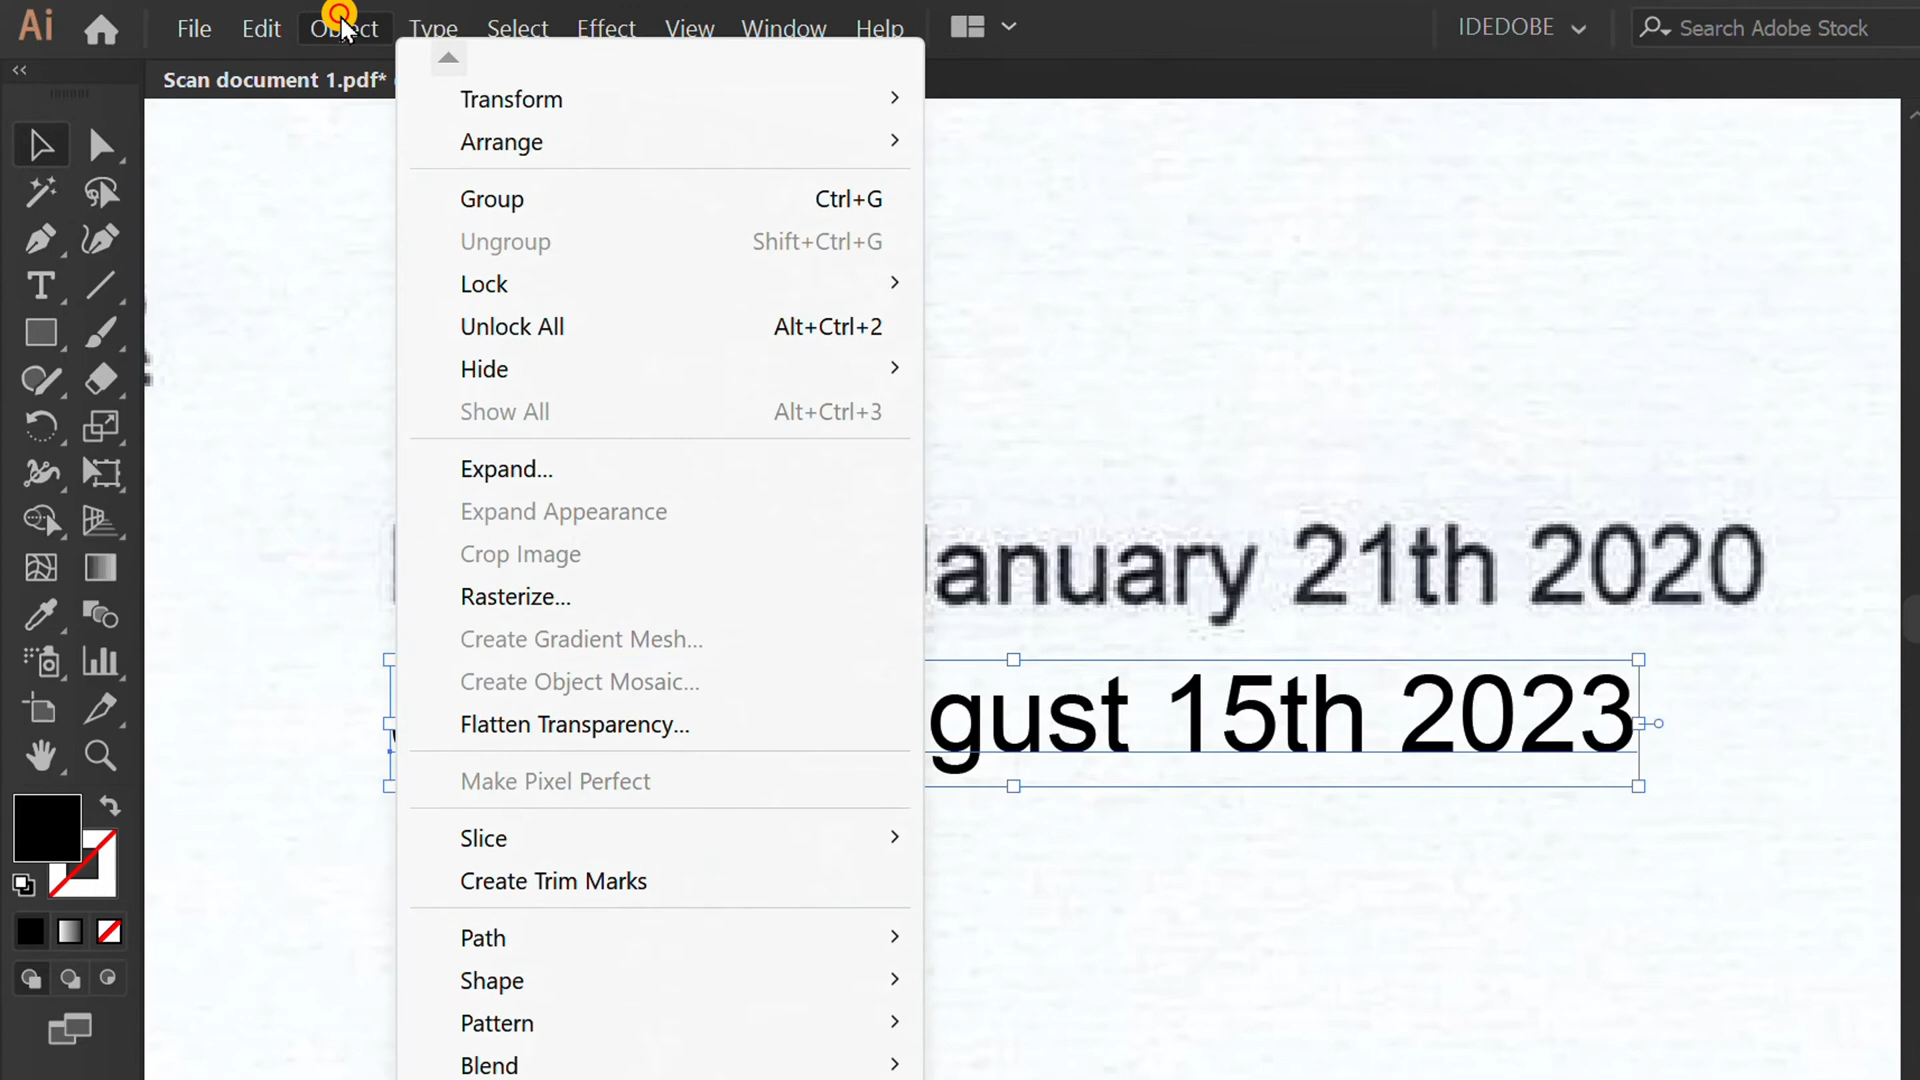 Ai File Edit Object Type Select Effect View Window Help IDEDOBE Search Adobe Stock
Scan document 1.pdf*
Transform
Arrange
Group Ctrl+G
Ungroup Shift+Ctrl+G
Lock
Unlock All Alt+Ctrl+2
Hide
Show All Alt+Ctrl+3
Expand...
Expand Appearance
Crop Image
Rasterize...
Create Gradient Mesh...
Create Object Mosaic...
Flatten Transparency...
Make Pixel Perfect
Slice
Create Trim Marks
Path
Shape
Pattern
Blend
anuary 21th 2020
gust 15th 2023